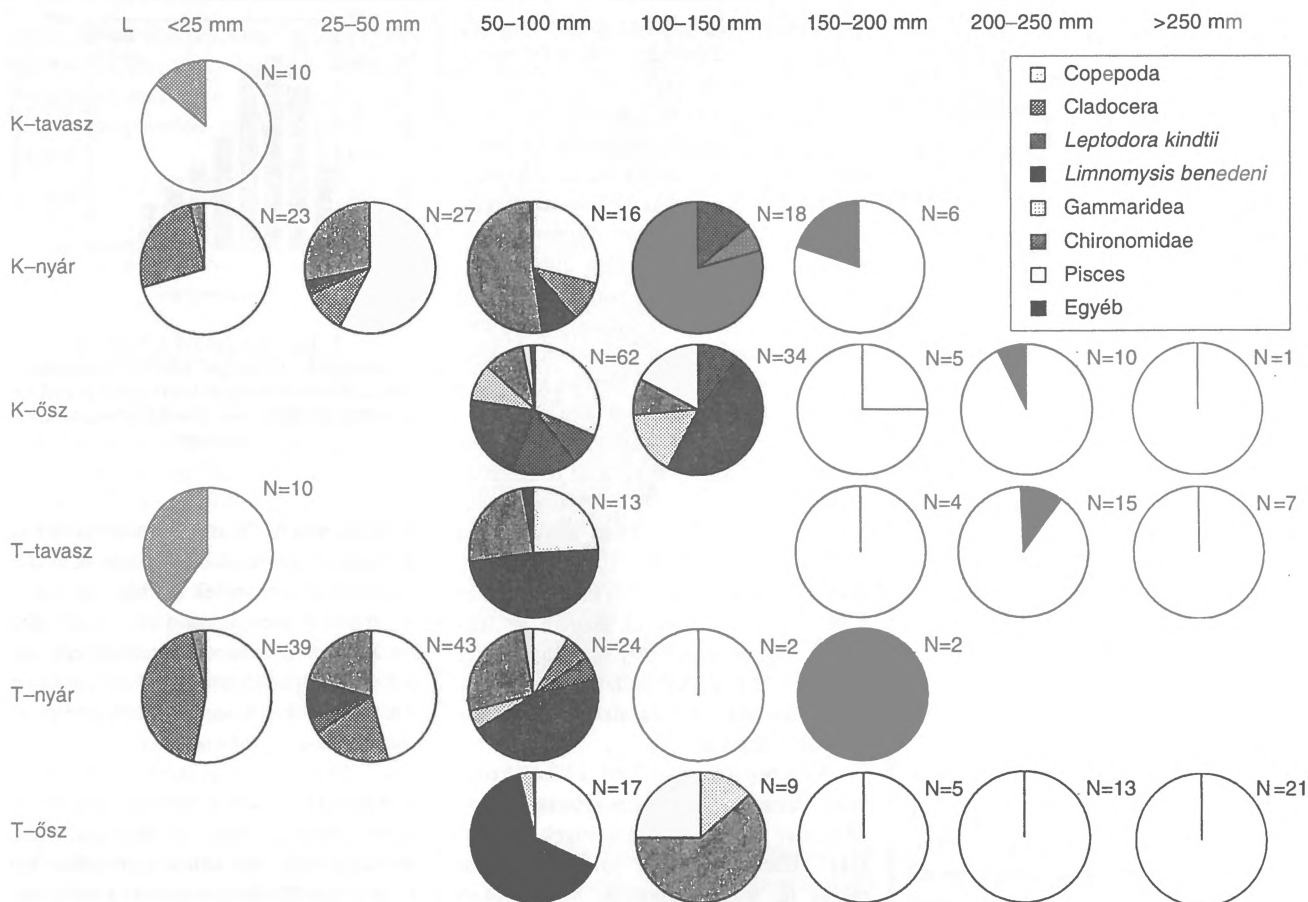 L <25 mm 25–50 mm 50–100 mm 100–150 mm 150–200 mm 200–250 mm >250 mm
Copepoda
Cladocera
Leptodora kindtii
Limnomysis benedeni
Gammaridea
Chironomidae
Pisces
Egyéb
K–tavasz N=10
K–nyár N=23 N=27 N=16 N=18 N=6
K–ősz N=62 N=34 N=5 N=10 N=1
T–tavasz N=10 N=13 N=4 N=15 N=7
T–nyár N=39 N=43 N=24 N=2 N=2
T–ősz N=17 N=9 N=5 N=13 N=21